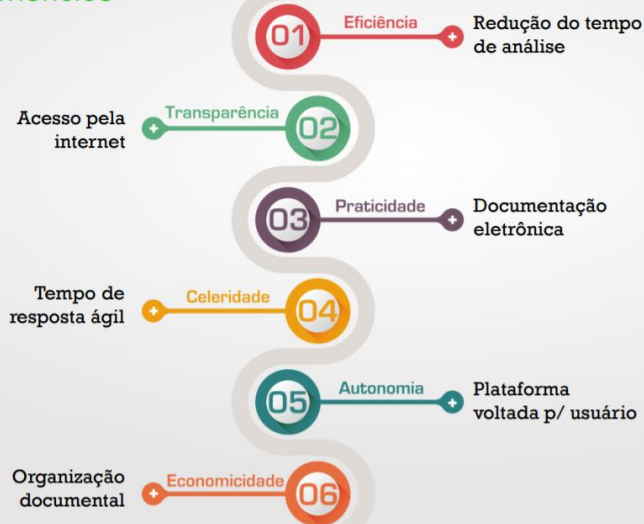 01
Eficiência
Redução do tempo
de análise
Acesso pela
internet
Transparência
02
03
Praticidade
Documentação
eletrônica
Tempo de
resposta ágil
Celeridade
04
05
Autonomia
Plataforma
voltada p/ usuário
Organização
documental
Economicidade
06